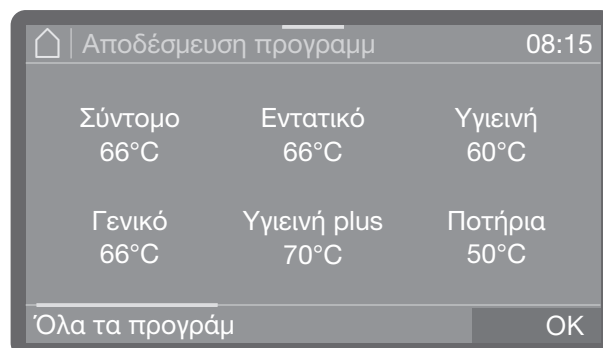 Αποδέσμευση προγραμμ 08:15
Σύντομο Εντατικό Υγιεινή
66°C 66°C 60°C
Γενικό Υγιεινή plus Ποτήρια
66°C 70°C 50°C
Όλα τα προγράμ OK